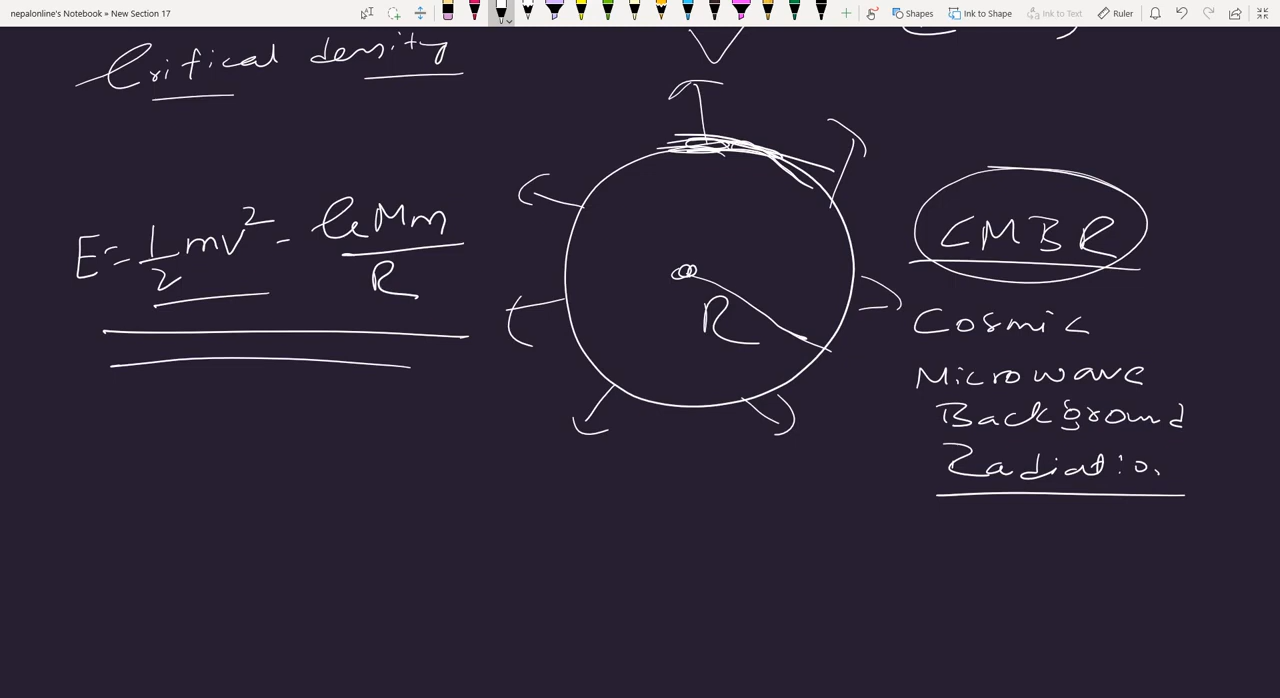 nepalonline's Notebook » New Section 17
Shapes Ink to Shape Ink to Text Ruler
Critical density
E = 1/2 mv² - GMm/R
R
CMBR
Cosmic
Microwave
Background
Radiation